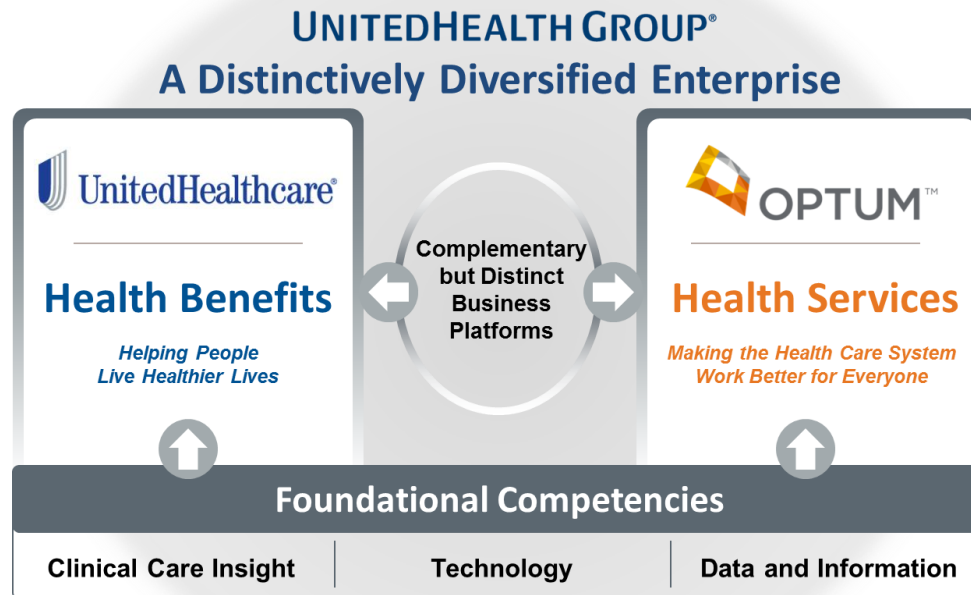 UNITEDHEALTH GROUP®
A Distinctively Diversified Enterprise
UnitedHealthcare®
Health Benefits
Helping People
Live Healthier Lives
Complementary
but Distinct
Business
Platforms
OPTUM™
Health Services
Making the Health Care System
Work Better for Everyone
Foundational Competencies
Clinical Care Insight
Technology
Data and Information